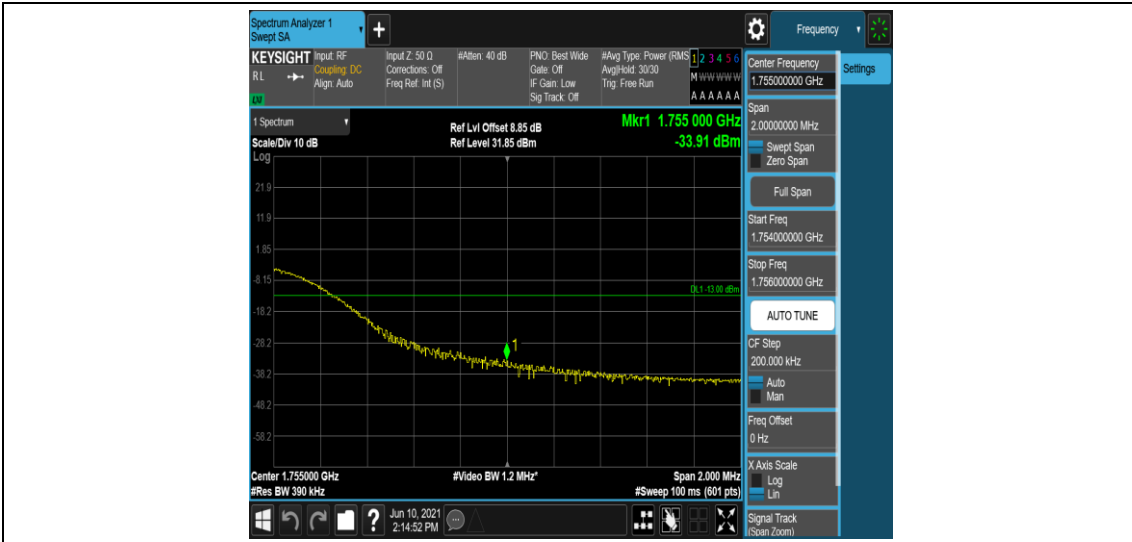 Spectrum Analyzer 1
Swept SA
+
Frequency
KEYSIGHT
RL
LXI
Input: RF
Coupling: DC
Align: Auto
Input Z: 50 Ω
Corrections: Off
Freq Ref: Int (S)
#Atten: 40 dB
PNO: Best Wide
Gate: Off
IF Gain: Low
Sig Track: Off
#Avg Type: Power (RMS
Avg|Hold: 30/30
Trig: Free Run
1 2 3 4 5 6
M W W W W W
A A A A A A
1 Spectrum
Scale/Div 10 dB
Log
Ref Lvl Offset 8.85 dB
Ref Level 31.85 dBm
Mkr1 1.755 000 GHz
-33.91 dBm
21.9
11.9
1.85
-8.15
-18.2
-28.2
-38.2
-48.2
-58.2
DL1 -13.00 dBm
1
Center 1.755000 GHz
#Res BW 390 kHz
#Video BW 1.2 MHz*
Span 2.000 MHz
#Sweep 100 ms (601 pts)
?
Jun 10, 2021
2:14:52 PM
Center Frequency
1.755000000 GHz
Settings
Span
2.00000000 MHz
Swept Span
Zero Span
Full Span
Start Freq
1.754000000 GHz
Stop Freq
1.756000000 GHz
AUTO TUNE
CF Step
200.000 kHz
Auto
Man
Freq Offset
0 Hz
X Axis Scale
Log
Lin
Signal Track
(Span Zoom)